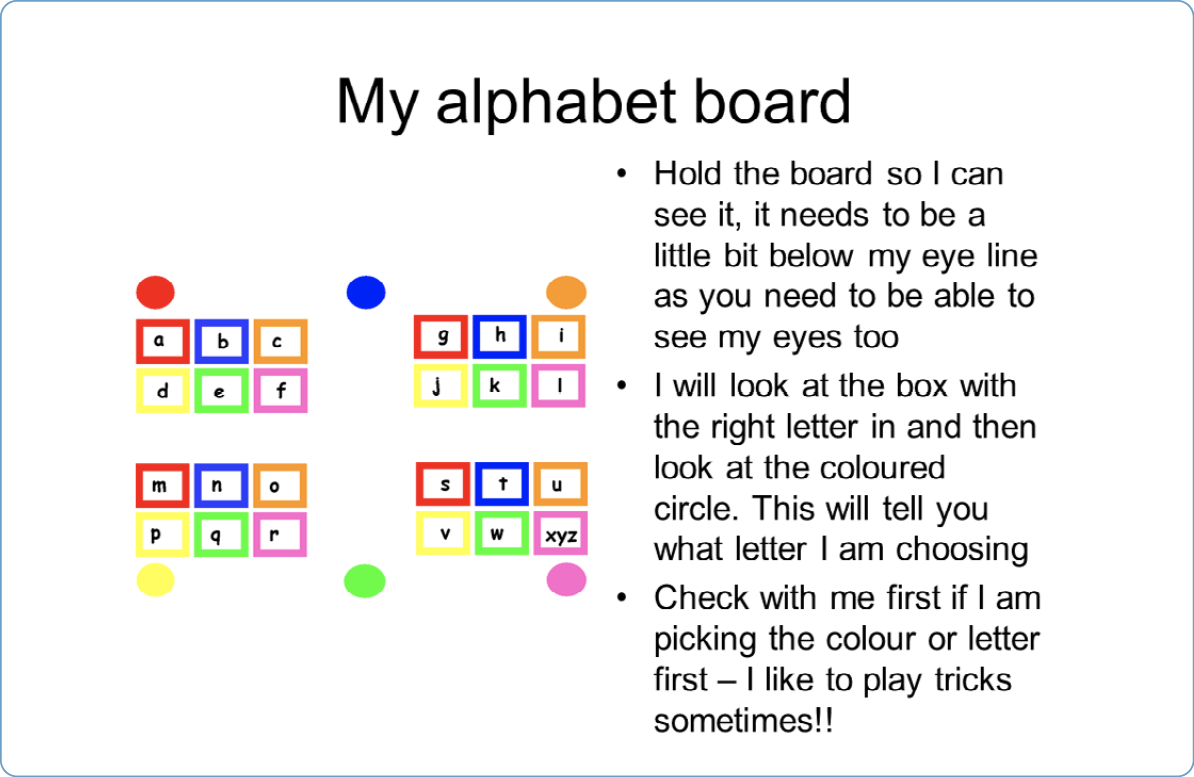 My alphabet board
a b c
d e f
g h i
j k l
m n o
p q r
s t u
v w xyz
• Hold the board so I can
see it, it needs to be a
little bit below my eye line
as you need to be able to
see my eyes too
• I will look at the box with
the right letter in and then
look at the coloured
circle. This will tell you
what letter I am choosing
• Check with me first if I am
picking the colour or letter
first – I like to play tricks
sometimes!!